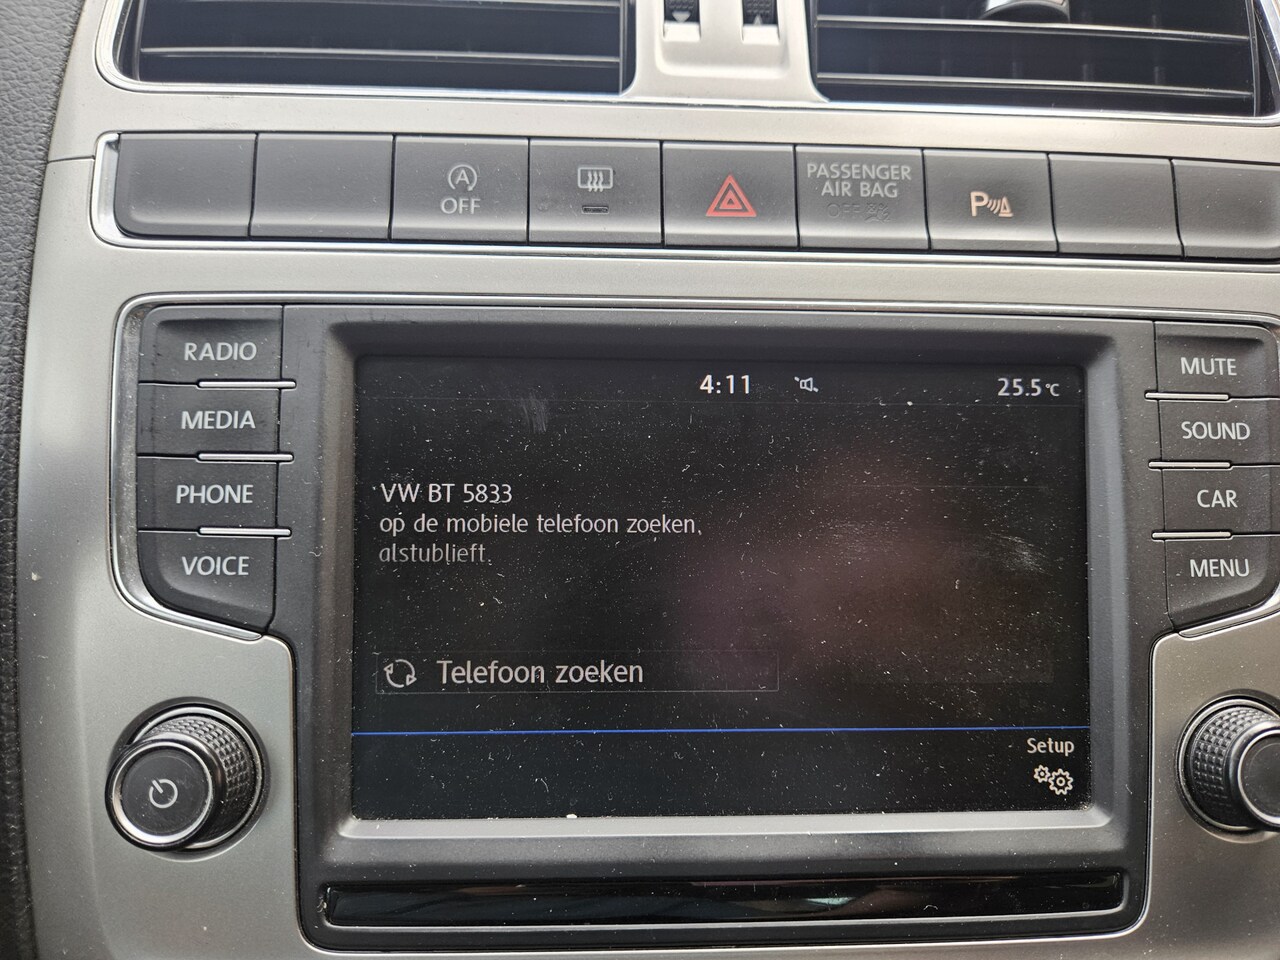 OFF
PASSENGER
AIR BAG
OFF
P
RADIO
MUTE
4:11
25.5°C
MEDIA
SOUND
VW BT 5833
PHONE
CAR
op de mobiele telefoon zoeken,
alstublieft.
VOICE
MENU
Telefoon zoeken
Setup